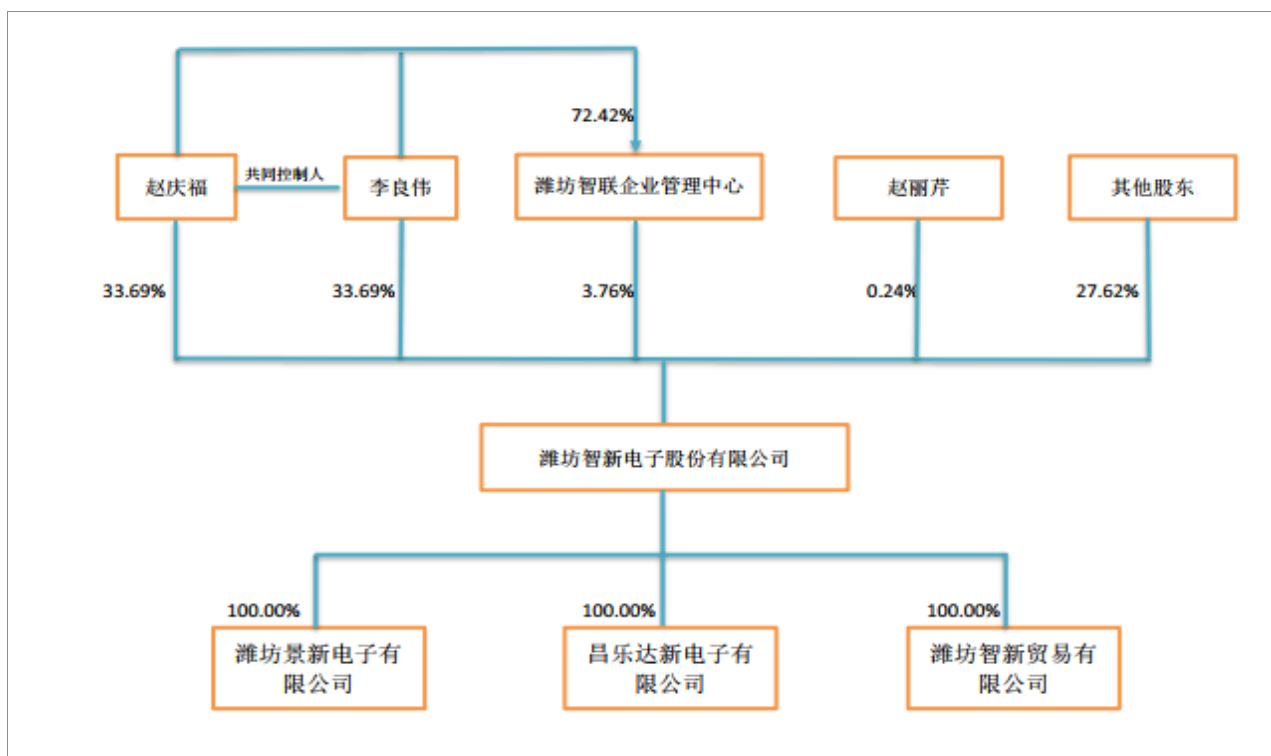 72.42%
赵庆福
共同控制人
李良伟
潍坊智联企业管理中心
赵丽芹
其他股东
33.69%
33.69%
3.76%
0.24%
27.62%
潍坊智新电子股份有限公司
100.00%
100.00%
100.00%
潍坊景新电子有
限公司
昌乐达新电子有
限公司
潍坊智新贸易有
限公司